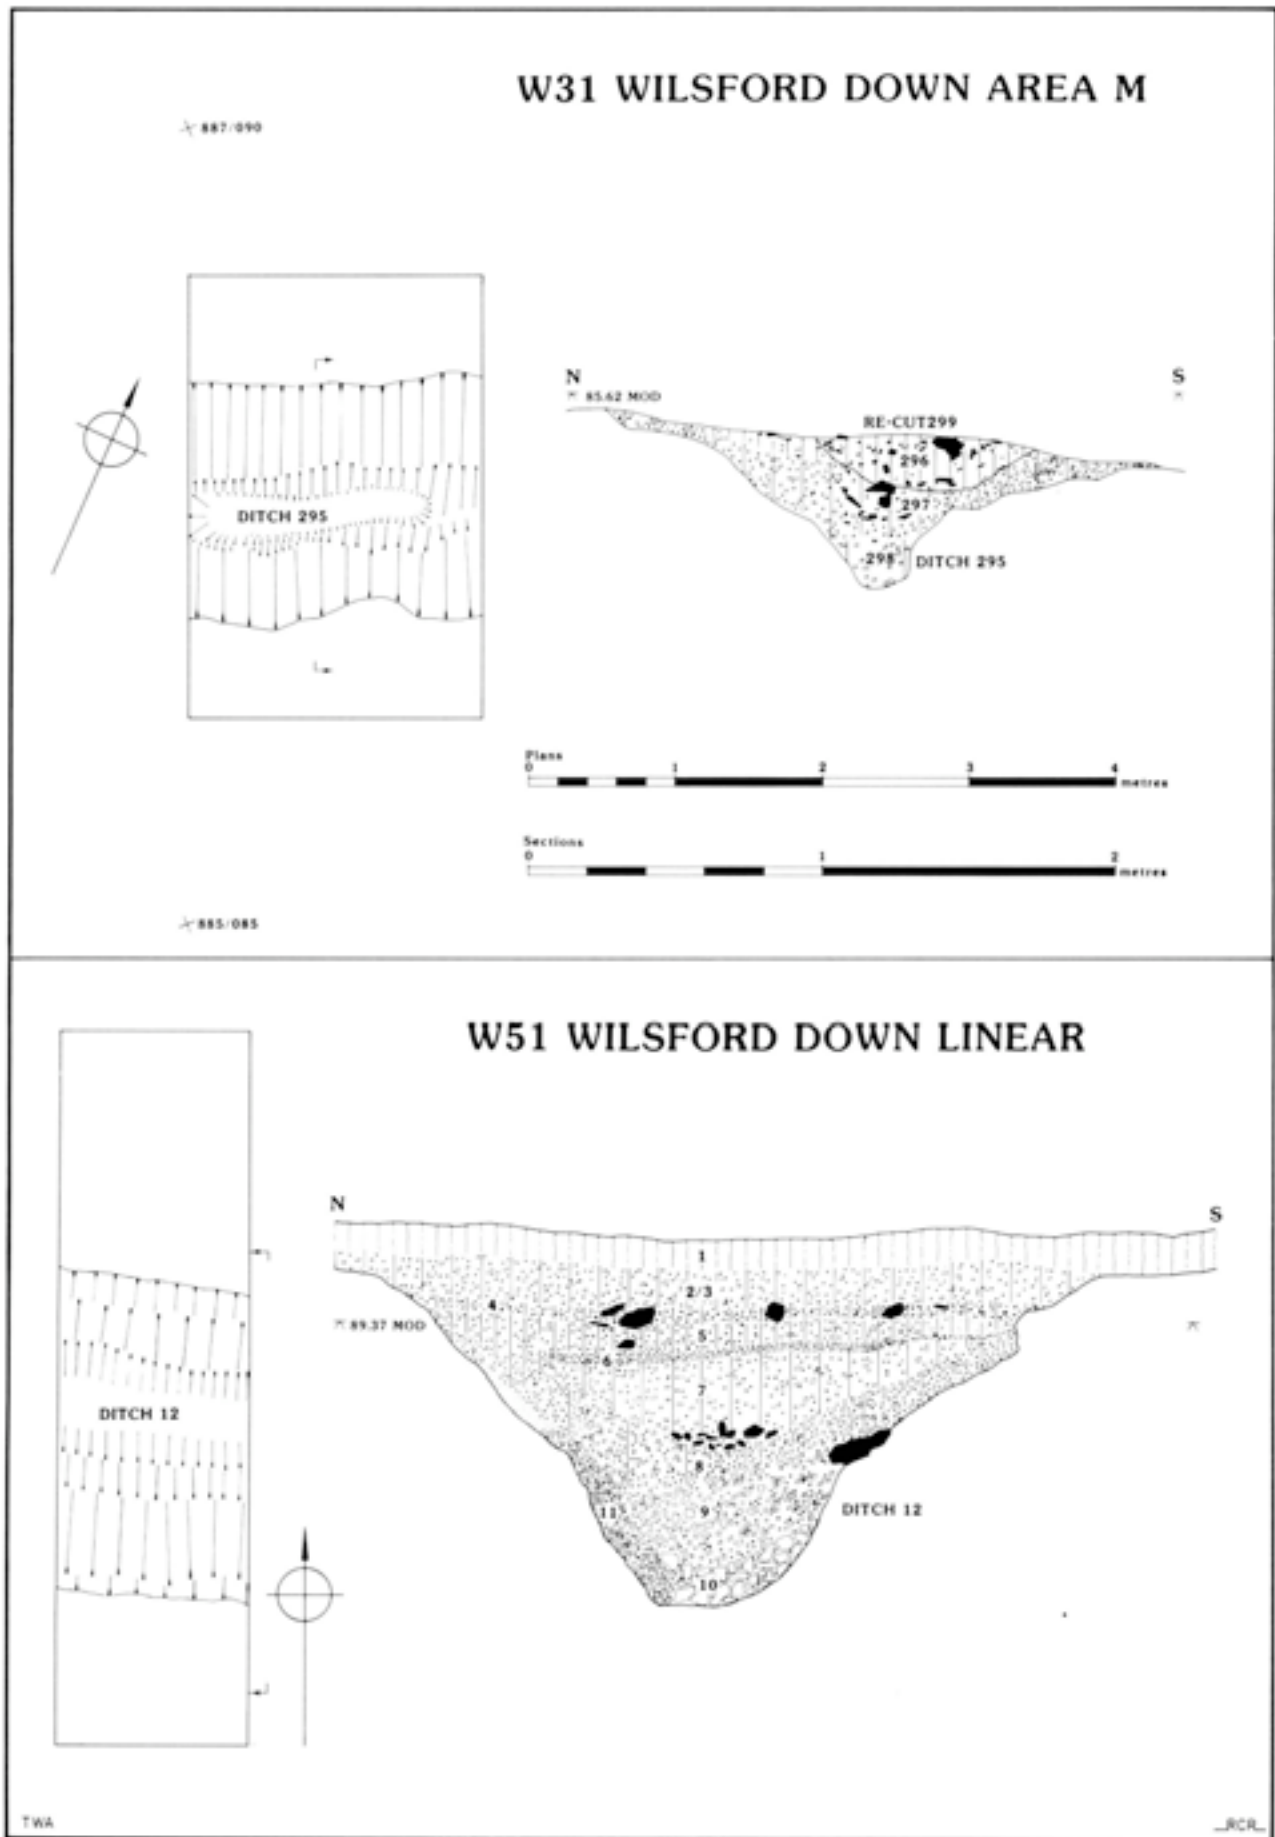 W31 WILSFORD DOWN AREA M
887/090
N
S
85.62 MOD
RE-CUT299
296
297
298 DITCH 295
DITCH 295
Plans
0 1 2 3 4
metres
Sections
0 1 2
metres
885/085
W51 WILSFORD DOWN LINEAR
N
S
1
2/3
4
5
89.37 MOD
6
7
DITCH 12
8
11 9 DITCH 12
10
TWA
RCR